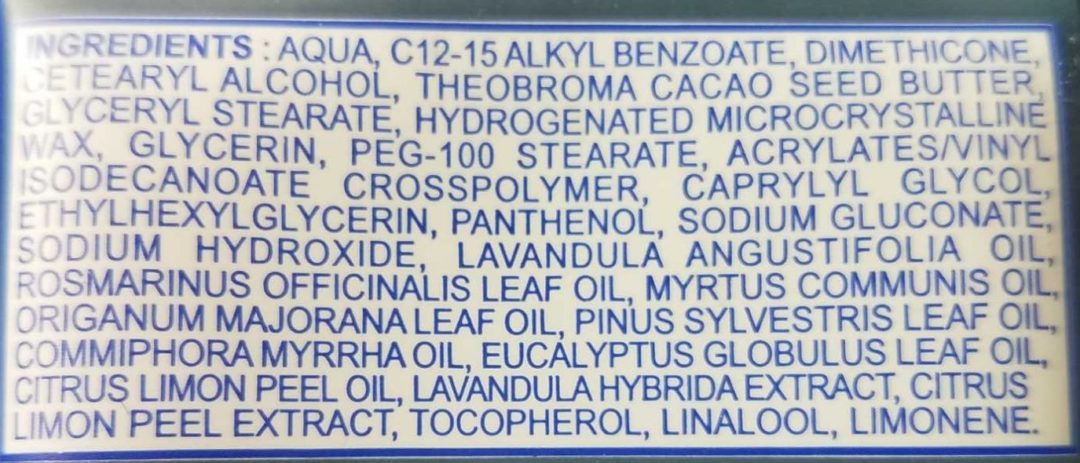 INGREDIENTS : AQUA, C12-15 ALKYL BENZOATE, DIMETHICONE,
CETEARYL ALCOHOL, THEOBROMA CACAO SEED BUTTER,
GLYCERYL STEARATE, HYDROGENATED MICROCRYSTALLINE
WAX, GLYCERIN, PEG-100 STEARATE, ACRYLATES/VINYL
ISODECANOATE CROSSPOLYMER, CAPRYLYL GLYCOL,
ETHYLHEXYLGLYCERIN, PANTHENOL, SODIUM GLUCONATE,
SODIUM HYDROXIDE, LAVANDULA ANGUSTIFOLIA OIL,
ROSMARINUS OFFICINALIS LEAF OIL, MYRTUS COMMUNIS OIL,
ORIGANUM MAJORANA LEAF OIL, PINUS SYLVESTRIS LEAF OIL,
COMMIPHORA MYRRHA OIL, EUCALYPTUS GLOBULUS LEAF OIL,
CITRUS LIMON PEEL OIL, LAVANDULA HYBRIDA EXTRACT, CITRUS
LIMON PEEL EXTRACT, TOCOPHEROL, LINALOOL, LIMONENE.